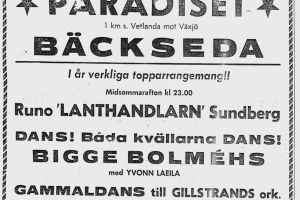 PARADISET
1 km s. Vetlanda mot Växjö
BÄCKSEDA
I år verkliga topparrangemang!!
Midsommarafton kl 23.00
Runo 'LANTHANDLARN' Sundberg
DANS! Båda kvällarna DANS!
BIGGE BOLMÉHS
med YVONN LAEILA
GAMMALDANS till GILLSTRANDS ork.